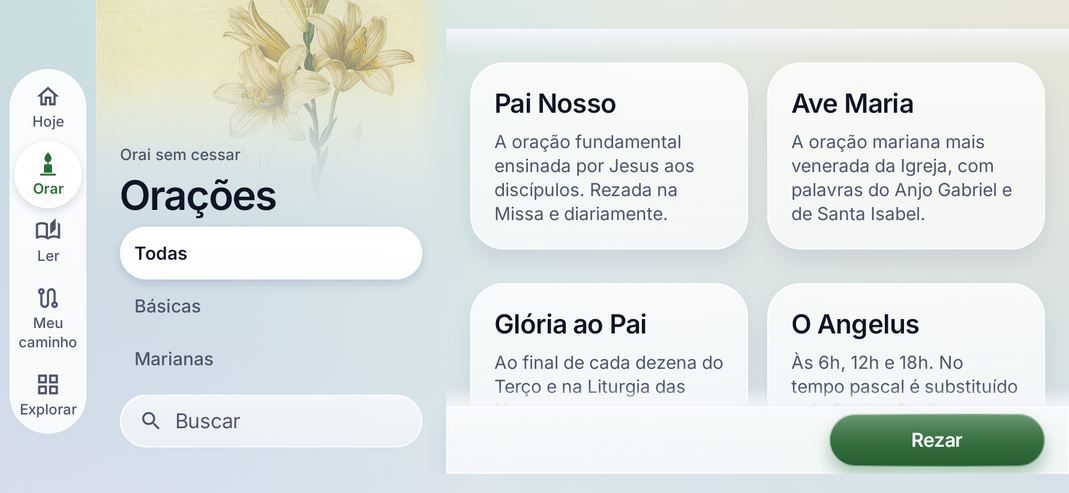 Hoje
Orar
Ler
Meu
caminho
Explorar
Orai sem cessar
Orações
Todas
Básicas
Marianas
Buscar
Pai Nosso
A oração fundamental
ensinada por Jesus aos
discípulos. Rezada na
Missa e diariamente.
Ave Maria
A oração mariana mais
venerada da Igreja, com
palavras do Anjo Gabriel e
de Santa Isabel.
Glória ao Pai
Ao final de cada dezena do
Terço e na Liturgia das
O Angelus
Às 6h, 12h e 18h. No
tempo pascal é substituído
Rezar